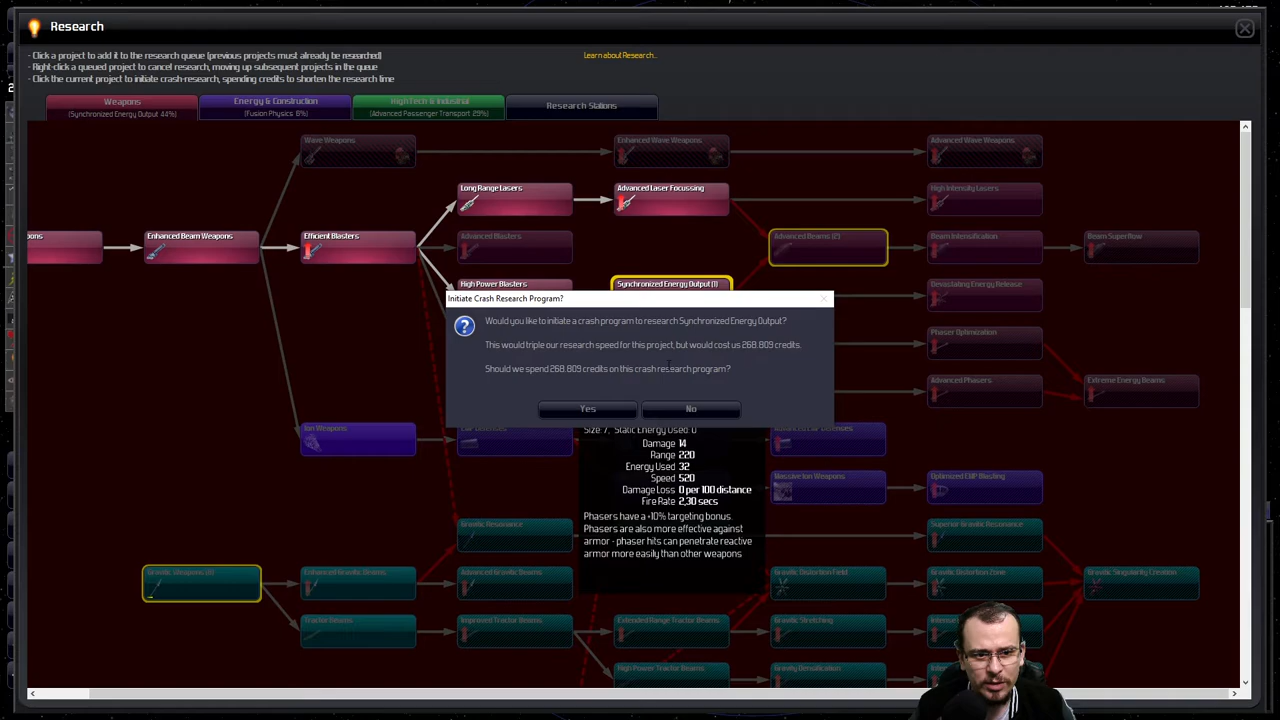 Research
- Click a project to add it to the research queue (previous projects must already be researched)
Learn about Research...
- Right-click a queued project to cancel research, moving up subsequent projects in the queue
- Click the current project to initiate crash-research, spending credits to shorten the research time
Weapons
(Synchronized Energy Output 44%)
Energy & Construction
(Fusion Physics 6%)
HighTech & Industrial
(Advanced Passenger Transport 29%)
Research Stations
Wave Weapons
Enhanced Wave Weapons
Advanced Wave Weapons
Long Range Lasers
Advanced Laser Focussing
High Intensity Lasers
Enhanced Beam Weapons
Efficient Blasters
Advanced Blasters
Advanced Beams (2)
Beam Intensification
Beam Superflow
High Power Blasters
Synchronized Energy Output (1)
Devastating Energy Release
Initiate Crash Research Program?
Would you like to initiate a crash program to research Synchronized Energy Output?
This would triple our research speed for this project, but would cost us 268.809 credits.
Should we spend 268.809 credits on this crash research program?
Yes
No
Phaser Optimization
Advanced Phasers
Extreme Energy Beams
Ion Weapons
Size 7, Static Energy Used: 0
Damage 14
Range 220
Energy Used 32
Speed 520
Damage Loss 0 per 100 distance
Fire Rate 2,30 secs
Phasers have a +10% targeting bonus.
Phasers are also more effective against
armor - phaser hits can penetrate reactive
armor more easily than other weapons
Massive Ion Weapons
Optimized EMP Blasting
Gravitic Resonance
Superior Gravitic Resonance
Enhanced Gravitic Beams
Advanced Gravitic Beams
Gravitic Distortion Field
Gravitic Distortion Zone
Gravitic Singularity Creation
Tractor Beams
Improved Tractor Beams
Extended Range Tractor Beams
Gravitic Stretching
High Power Tractor Beams
Gravity Densification